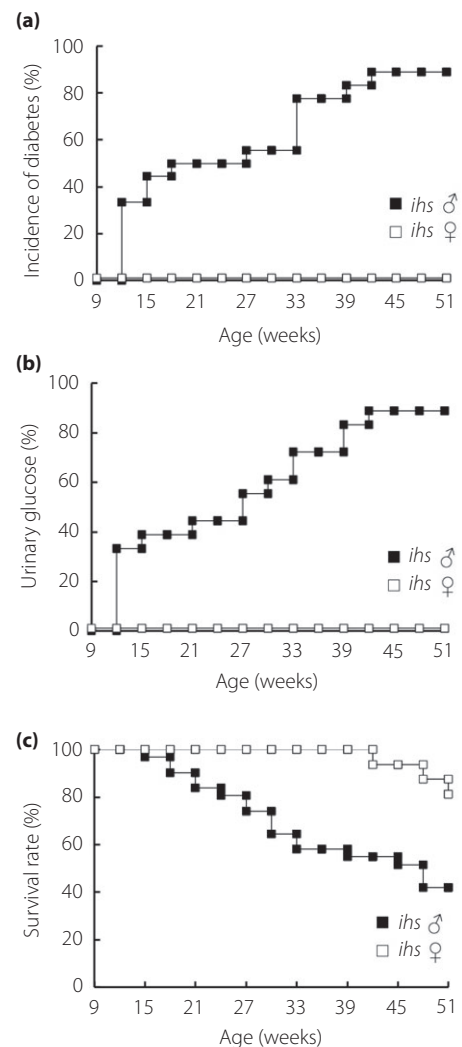 (a)
Incidence of diabetes (%)
100
80
60
40
20
0
ihs ♂
ihs ♀
9 15 21 27 33 39 45 51
Age (weeks)
(b)
Urinary glucose (%)
100
80
60
40
20
0
ihs ♂
ihs ♀
9 15 21 27 33 39 45 51
Age (weeks)
(c)
Survival rate (%)
100
80
60
40
20
0
ihs ♂
ihs ♀
9 15 21 27 33 39 45 51
Age (weeks)